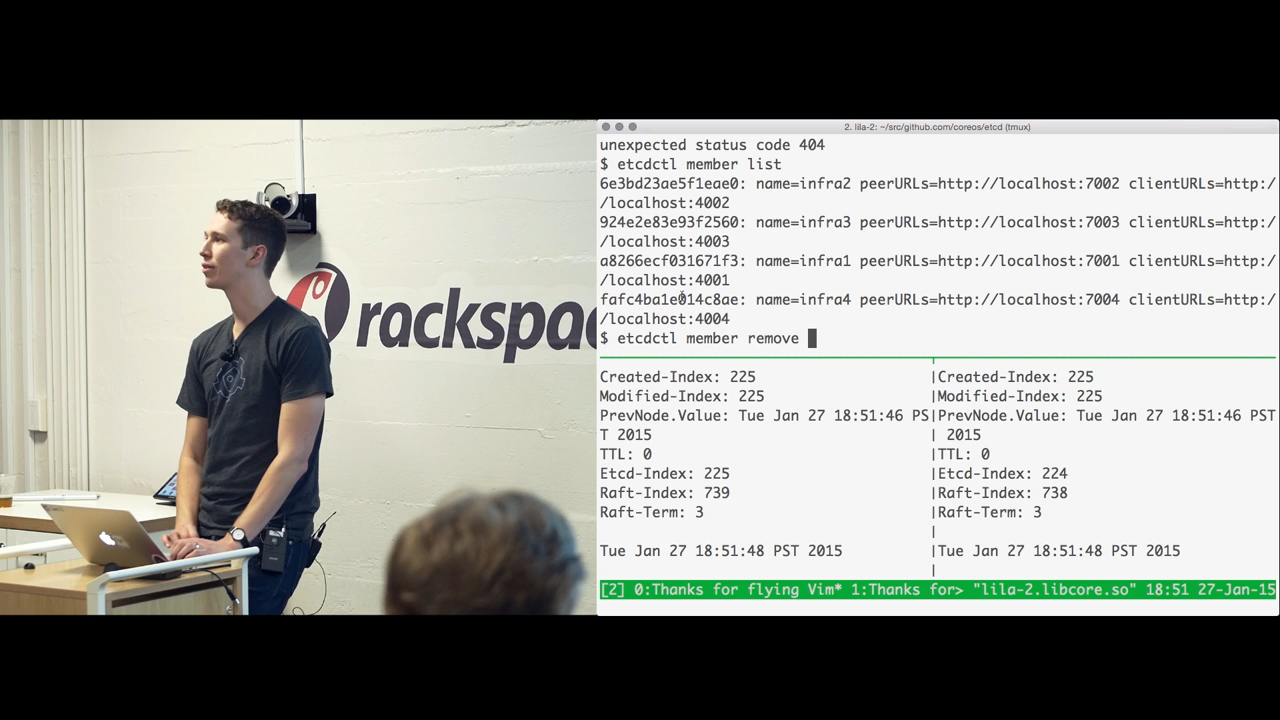 rackspac
2. lila-2: ~/src/github.com/coreos/etcd (tmux)
unexpected status code 404
$ etcdctl member list
6e3bd23ae5f1eae0: name=infra2 peerURLs=http://localhost:7002 clientURLs=http:/
/localhost:4002
924e2e83e93f2560: name=infra3 peerURLs=http://localhost:7003 clientURLs=http:/
/localhost:4003
a8266ecf031671f3: name=infra1 peerURLs=http://localhost:7001 clientURLs=http:/
/localhost:4001
fafc4ba1e014c8ae: name=infra4 peerURLs=http://localhost:7004 clientURLs=http:/
/localhost:4004
$ etcdctl member remove
Created-Index: 225
Modified-Index: 225
PrevNode.Value: Tue Jan 27 18:51:46 PS
T 2015
TTL: 0
Etcd-Index: 225
Raft-Index: 739
Raft-Term: 3
Tue Jan 27 18:51:48 PST 2015
|Created-Index: 225
|Modified-Index: 225
|PrevNode.Value: Tue Jan 27 18:51:46 PST
| 2015
|TTL: 0
|Etcd-Index: 224
|Raft-Index: 738
|Raft-Term: 3
|
|Tue Jan 27 18:51:48 PST 2015
|
[2] 0:Thanks for flying Vim* 1:Thanks for> "lila-2.libcore.so" 18:51 27-Jan-15